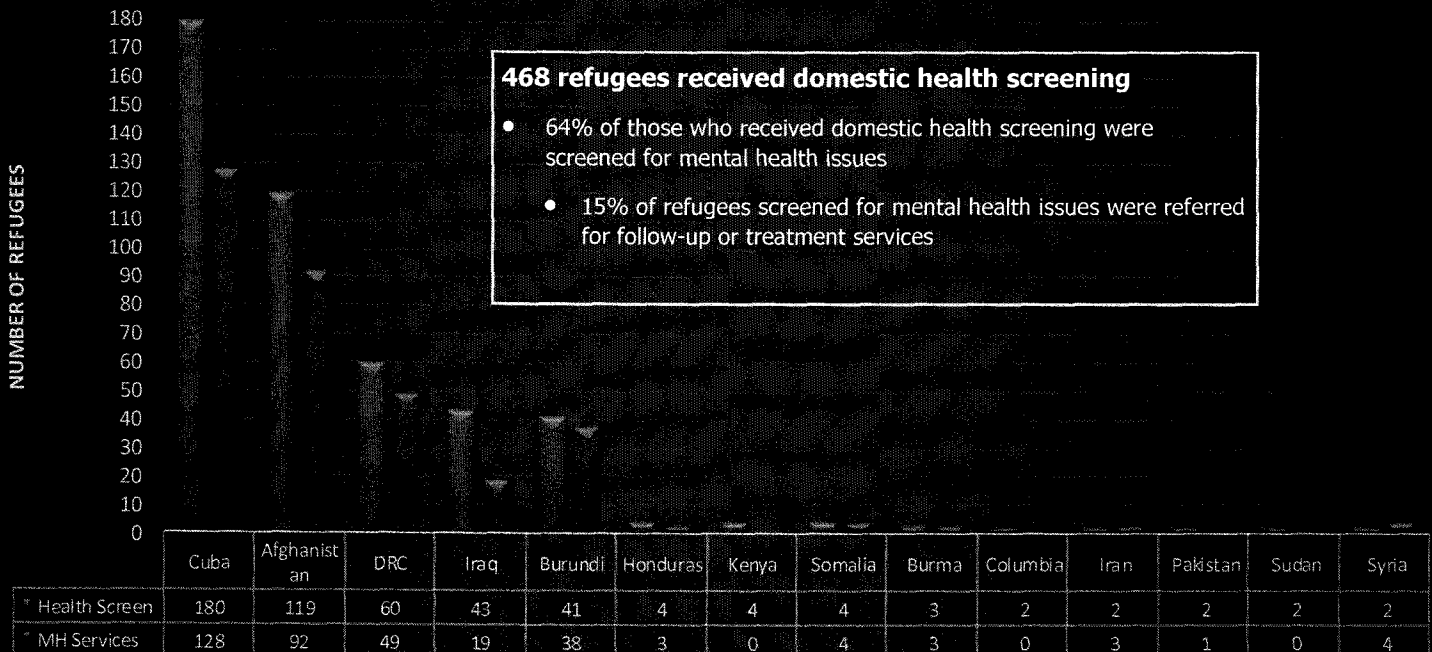 NUMBER OF REFUGEES
180
170
160
150
140
130
120
110
100
90
80
70
60
50
40
30
20
10
0
468 refugees received domestic health screening
• 64% of those who received domestic health screening were
screened for mental health issues
• 15% of refugees screened for mental health issues were referred
for follow-up or treatment services
Cuba Afghanist an DRC Iraq Burundi Honduras Kenya Somalia Burma Columbia Iran Pakistan Sudan Syria
Health Screen 180 119 60 43 41 4 4 4 3 2 2 2 2 2
MH Services 128 92 49 19 38 3 0 4 3 0 3 1 0 4